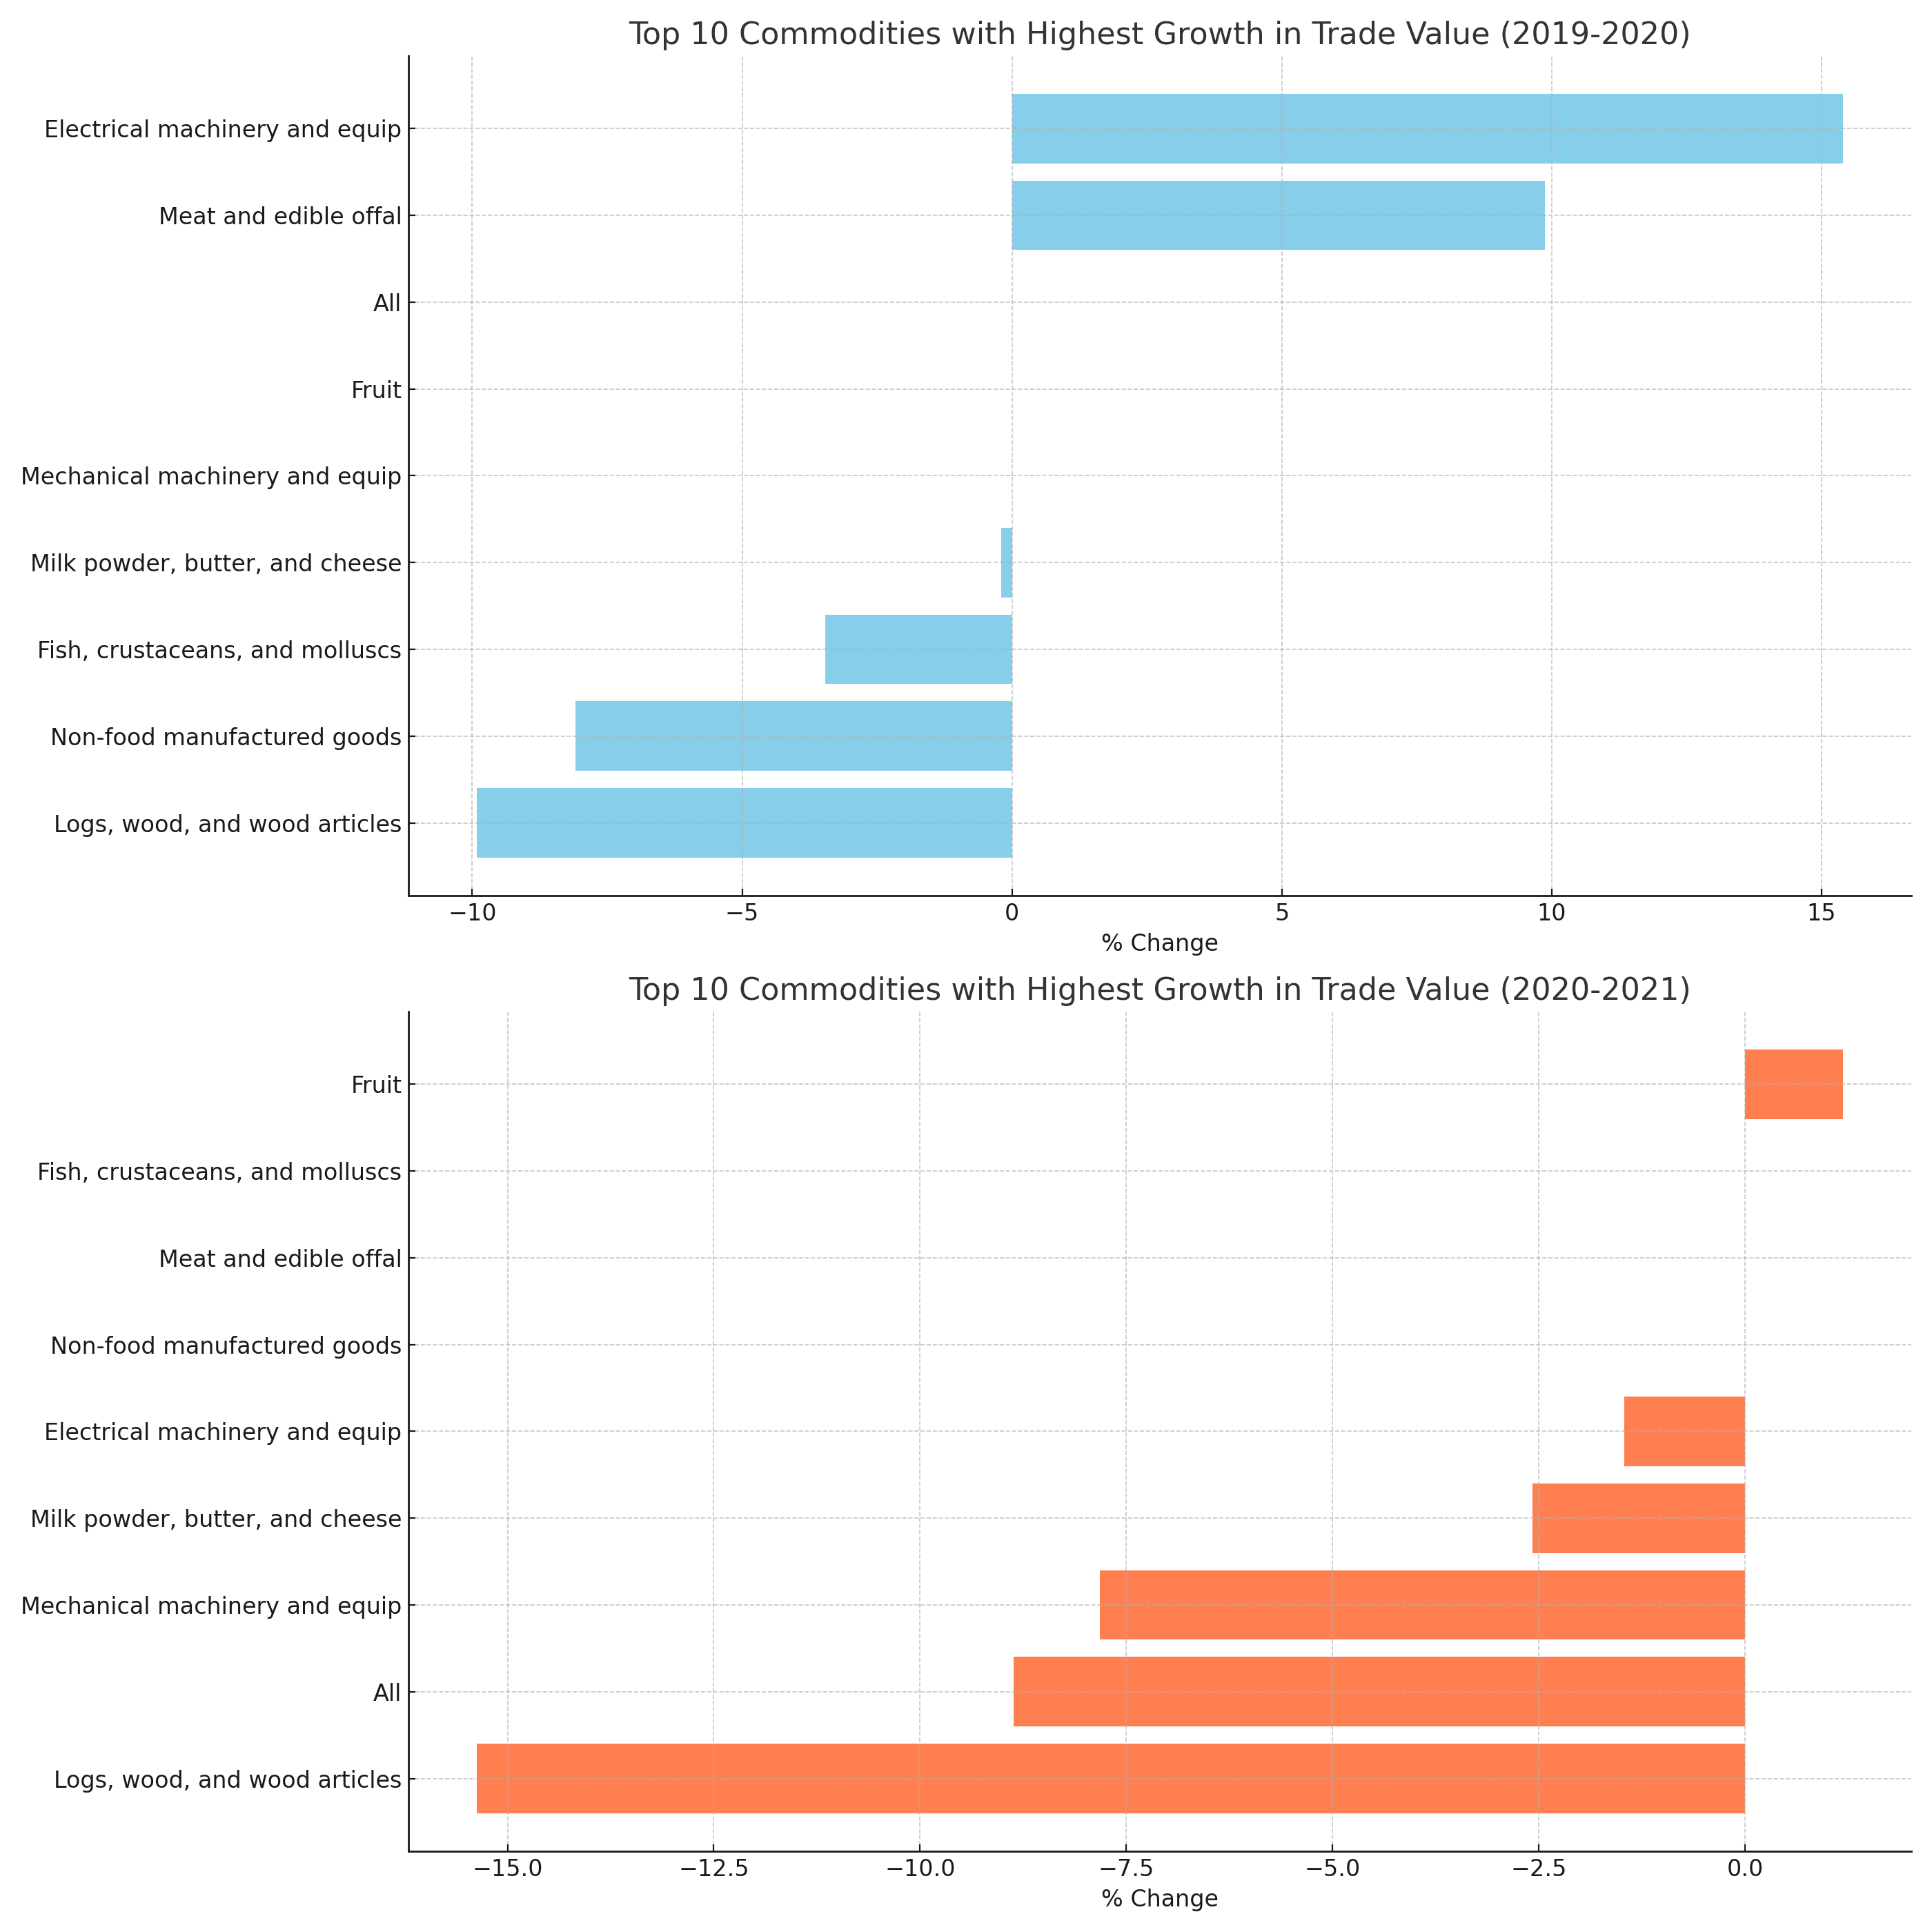 Top 10 Commodities with Highest Growth in Trade Value (2019-2020)
Electrical machinery and equip
Meat and edible offal
All
Fruit
Mechanical machinery and equip
Milk powder, butter, and cheese
Fish, crustaceans, and molluscs
Non-food manufactured goods
Logs, wood, and wood articles
−10 −5 0 5 10 15
% Change
Top 10 Commodities with Highest Growth in Trade Value (2020-2021)
Fruit
Fish, crustaceans, and molluscs
Meat and edible offal
Non-food manufactured goods
Electrical machinery and equip
Milk powder, butter, and cheese
Mechanical machinery and equip
All
Logs, wood, and wood articles
−15.0 −12.5 −10.0 −7.5 −5.0 −2.5 0.0
% Change